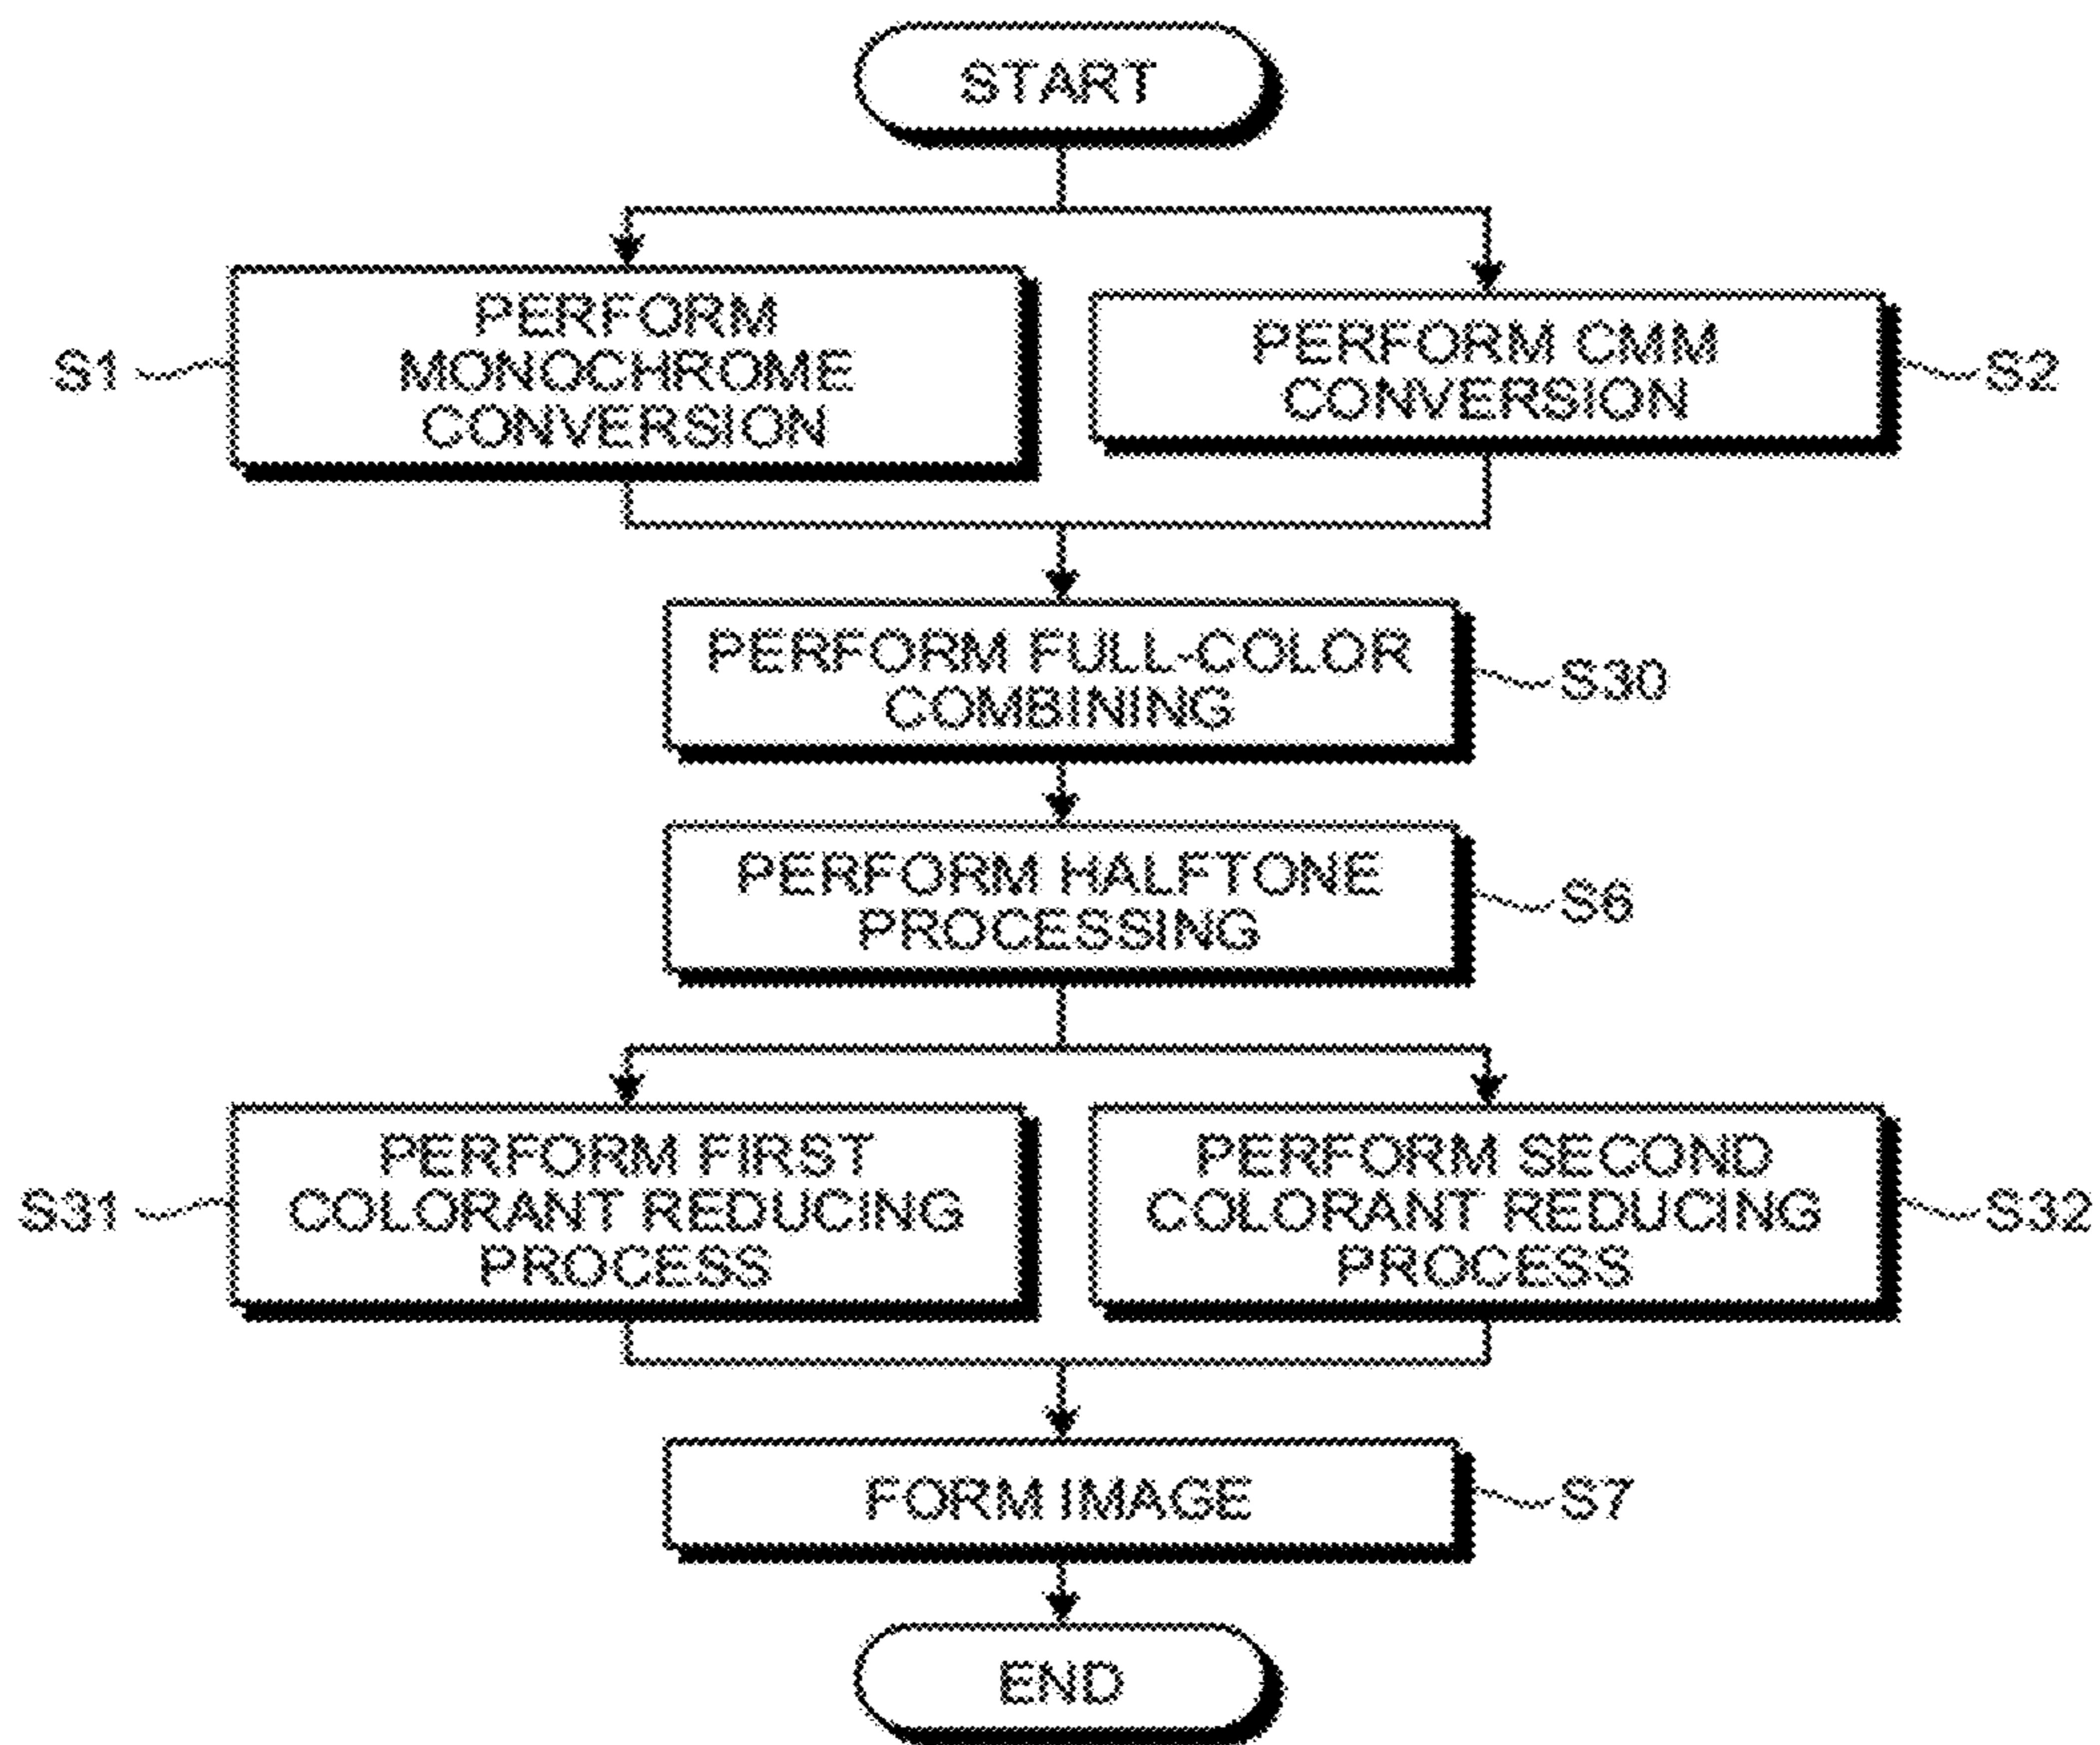 START
PERFORM
MONOCHROME
CONVERSION
S1
PERFORM CMM
CONVERSION
S2
PERFORM FULL-COLOR
COMBINING
S30
PERFORM HALFTONE
PROCESSING
S6
PERFORM FIRST
COLORANT REDUCING
PROCESS
S31
PERFORM SECOND
COLORANT REDUCING
PROCESS
S32
FORM IMAGE
S7
END